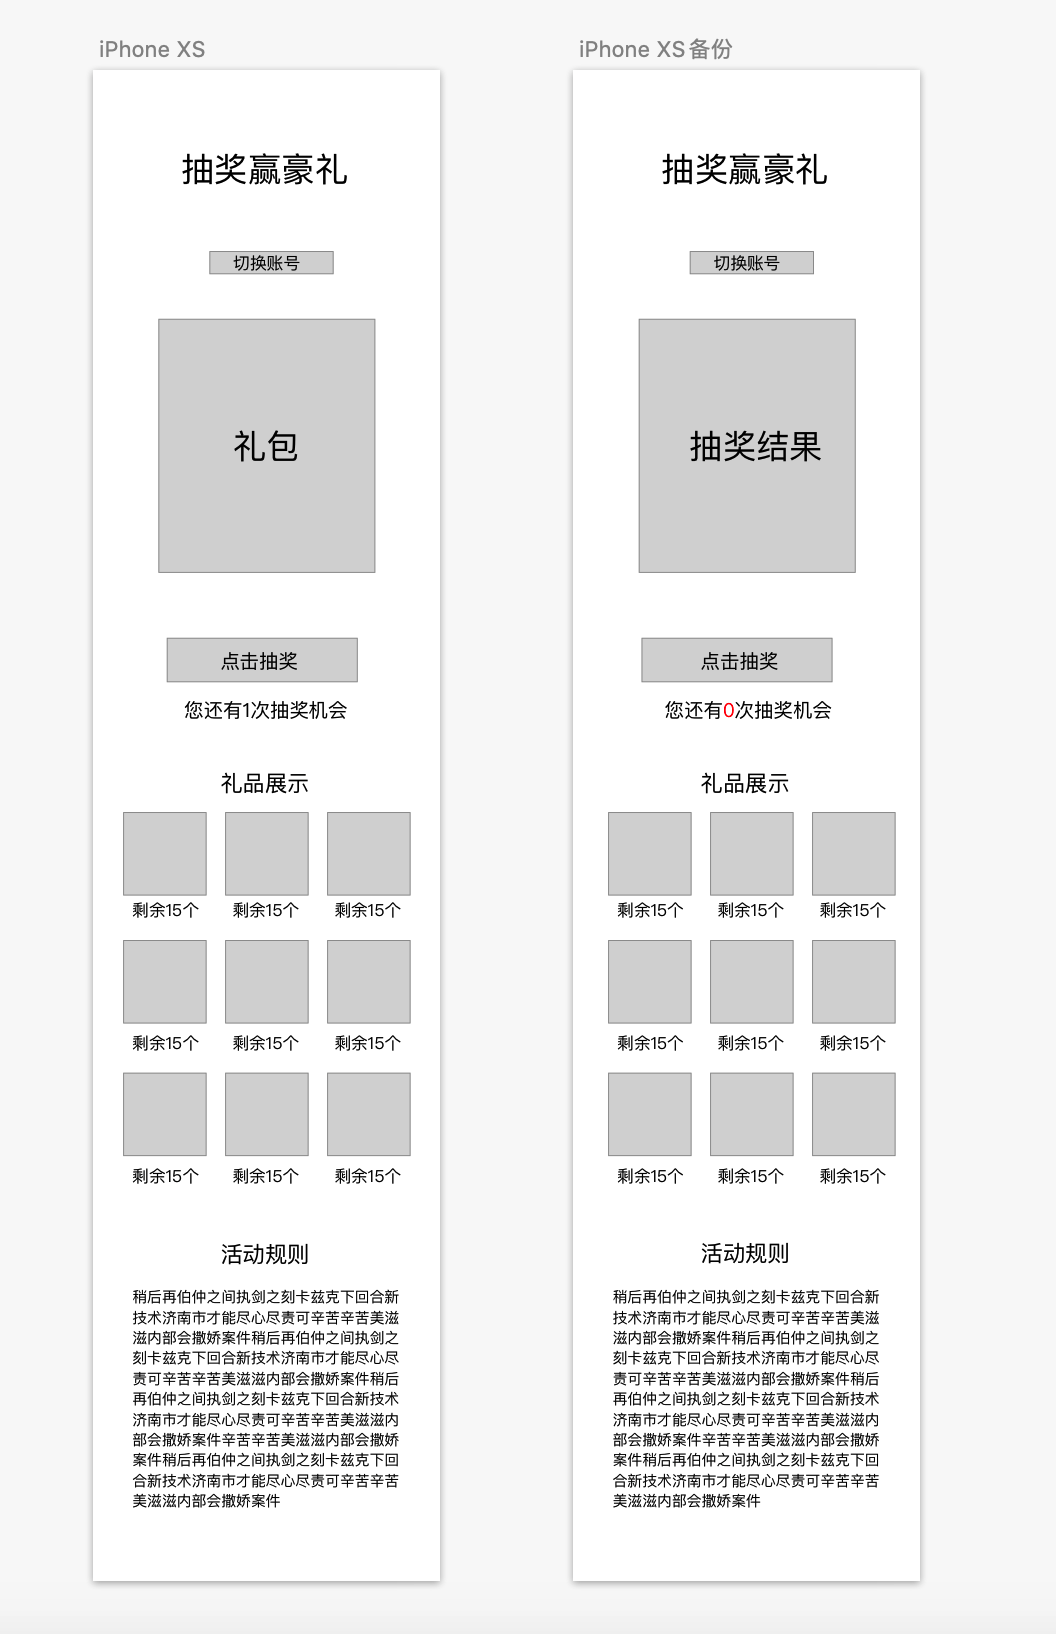 iPhone XS
抽奖赢豪礼
切换账号
礼包
点击抽奖
您还有1次抽奖机会
礼品展示
剩余15个 剩余15个 剩余15个
剩余15个 剩余15个 剩余15个
剩余15个 剩余15个 剩余15个
活动规则
稍后再伯仲之间执剑之刻卡兹克下回合新
技术济南市才能尽心尽责可辛苦辛苦美滋
滋内部会撒娇案件稍后再伯仲之间执剑之
刻卡兹克下回合新技术济南市才能尽心尽
责可辛苦辛苦美滋滋内部会撒娇案件稍后
再伯仲之间执剑之刻卡兹克下回合新技术
济南市才能尽心尽责可辛苦辛苦美滋滋内
部会撒娇案件辛苦辛苦美滋滋内部会撒娇
案件稍后再伯仲之间执剑之刻卡兹克下回
合新技术济南市才能尽心尽责可辛苦辛苦
美滋滋内部会撒娇案件
iPhone XS备份
抽奖赢豪礼
切换账号
抽奖结果
点击抽奖
您还有0次抽奖机会
礼品展示
剩余15个 剩余15个 剩余15个
剩余15个 剩余15个 剩余15个
剩余15个 剩余15个 剩余15个
活动规则
稍后再伯仲之间执剑之刻卡兹克下回合新
技术济南市才能尽心尽责可辛苦辛苦美滋
滋内部会撒娇案件稍后再伯仲之间执剑之
刻卡兹克下回合新技术济南市才能尽心尽
责可辛苦辛苦美滋滋内部会撒娇案件稍后
再伯仲之间执剑之刻卡兹克下回合新技术
济南市才能尽心尽责可辛苦辛苦美滋滋内
部会撒娇案件辛苦辛苦美滋滋内部会撒娇
案件稍后再伯仲之间执剑之刻卡兹克下回
合新技术济南市才能尽心尽责可辛苦辛苦
美滋滋内部会撒娇案件